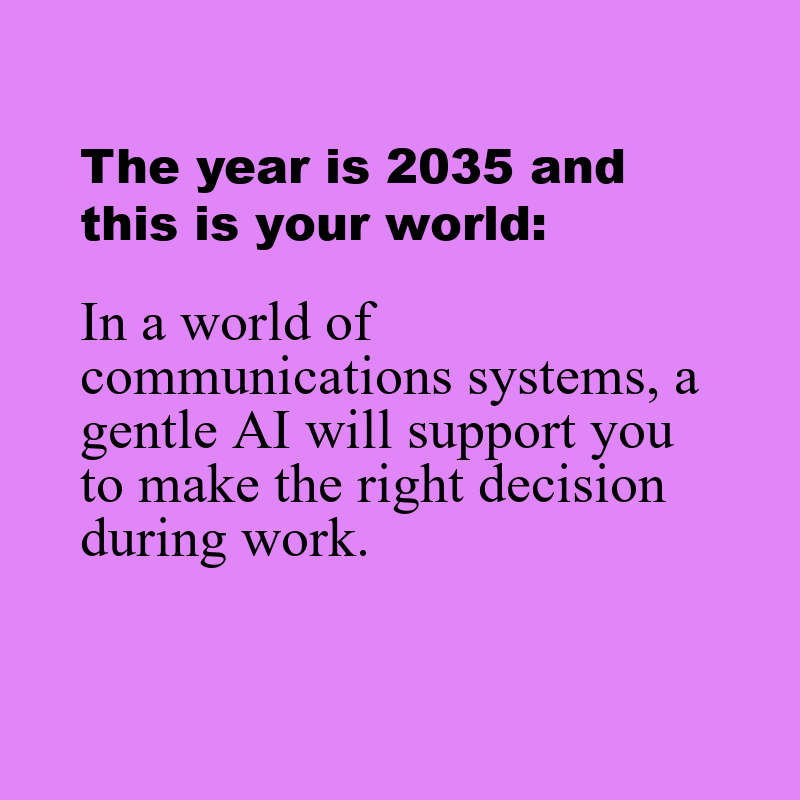 The year is 2035 and
this is your world:
In a world of
communications systems, a
gentle AI will support you
to make the right decision
during work.